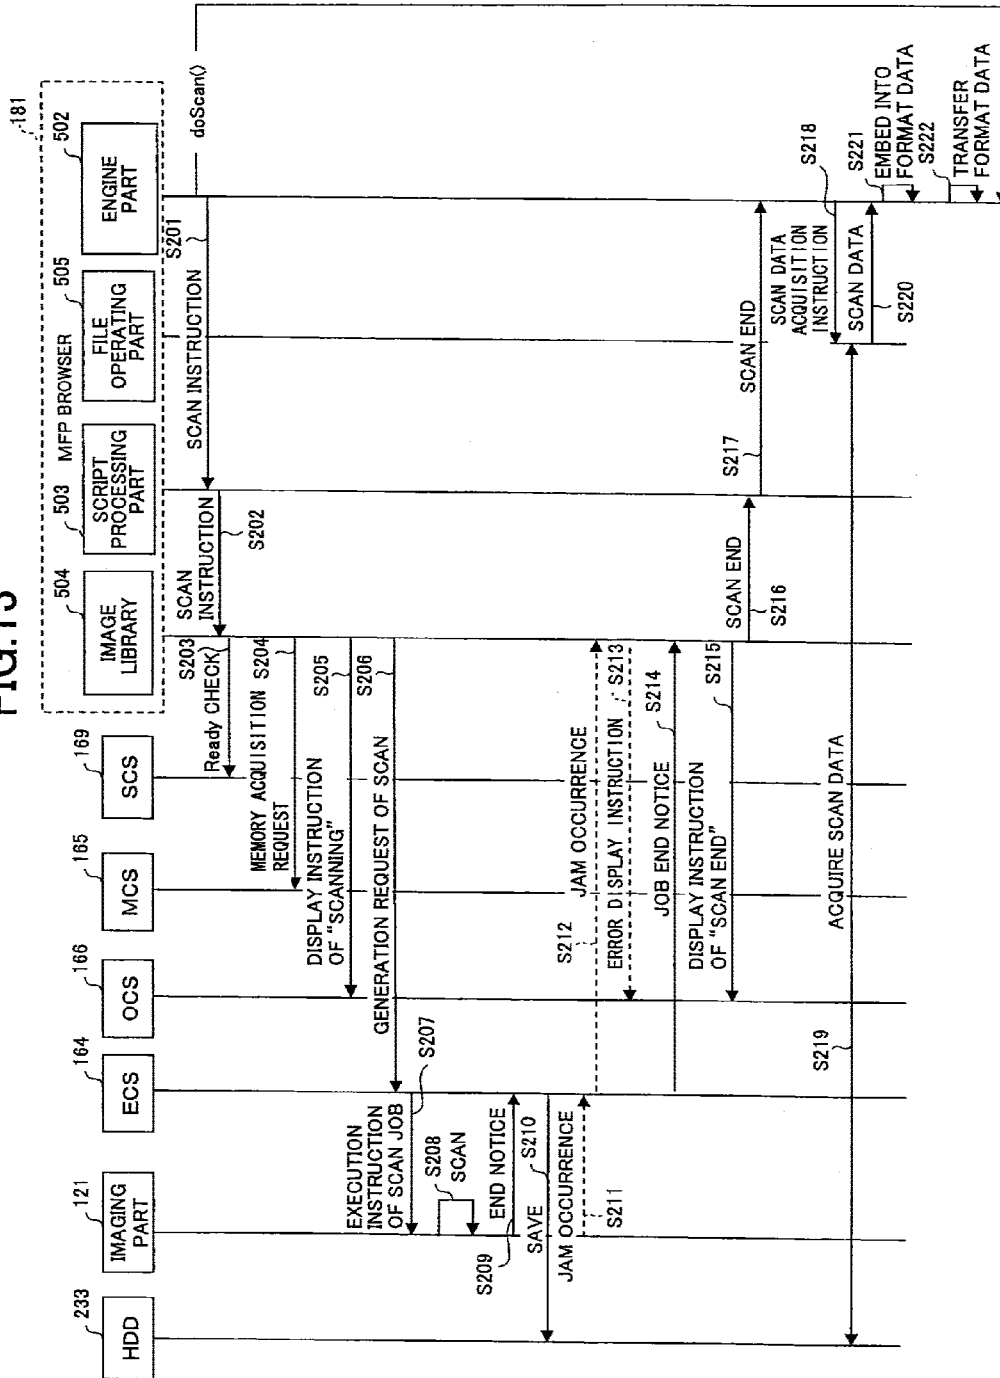 FIG.13
181
MFP BROWSER
HDD
233
IMAGING
PART
121
ECS
164
OCS
166
MCS
165
SCS
169
IMAGE
LIBRARY
504
SCRIPT
PROCESSING
PART
503
FILE
OPERATING
PART
505
ENGINE
PART
502
doScan()
SCAN INSTRUCTION
S201
SCAN
INSTRUCTION
S202
Ready CHECK
S203
MEMORY ACQUISITION
REQUEST
S204
DISPLAY INSTRUCTION
OF "SCANNING"
S205
GENERATION REQUEST OF SCAN
S206
EXECUTION
INSTRUCTION
OF SCAN JOB
S207
S208
SCAN
END NOTICE
S209
SAVE
S210
JAM OCCURRENCE
S211
JAM OCCURRENCE
S212
ERROR DISPLAY INSTRUCTION
S213
JOB END NOTICE
S214
DISPLAY INSTRUCTION
OF "SCAN END"
S215
SCAN END
S216
SCAN END
S217
SCAN DATA
ACQUISITION
INSTRUCTION
S218
ACQUIRE SCAN DATA
S219
SCAN DATA
S220
S221
EMBED INTO
FORMAT DATA
S222
TRANSFER
FORMAT DATA